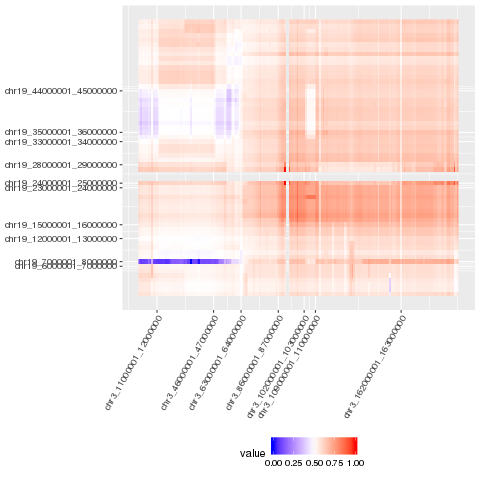 chr19_44000001_45000000
chr19_35000001_36000000
chr19_33000001_34000000
chr19_28000001_29000000
chr19_24000001_25000000
chr19_23000001_24000000
chr19_15000001_16000000
chr19_12000001_13000000
chr19_7000001_8000000
chr19_6000001_7000000
chr3_11000001_12000000
chr3_46000001_47000000
chr3_63000001_64000000
chr3_86000001_87000000
chr3_102000001_103000000
chr3_109000001_110000000
chr3_162000001_163000000
value
0.00 0.25 0.50 0.75 1.00